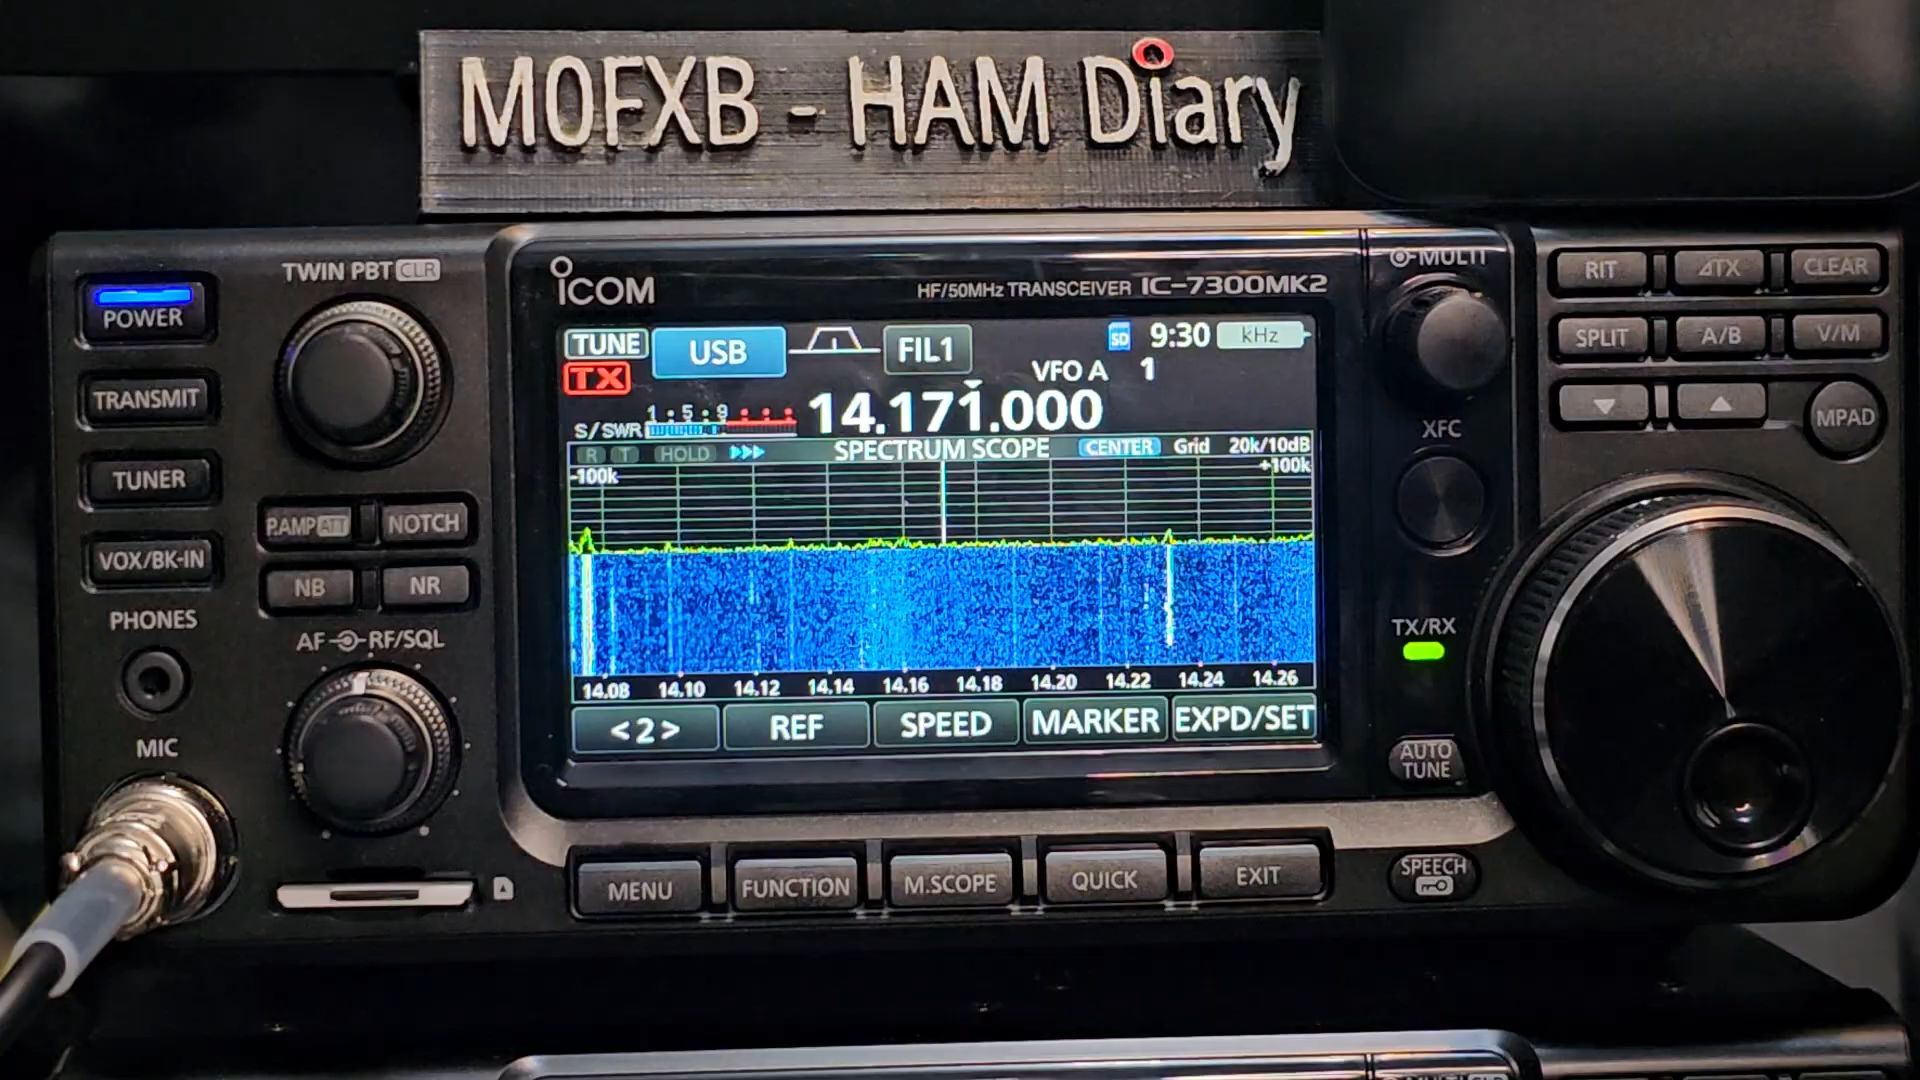 M0FXB - HAM Diary
TWIN PBT CLR
POWER
TRANSMIT
TUNER
VOX/BK-IN
P.AMP ATT
NOTCH
NB
NR
PHONES
AF RF/SQL
MIC
ICOM
HF/50MHz TRANSCEIVER IC-7300MK2
TUNE USB FIL1 SD 9:30 kHz
TX VFO A 1
14.171.000
S/SWR 1 : 5 : 9
R T HOLD SPECTRUM SCOPE CENTER Grid 20k/10dB
-100k +100k
14.08 14.10 14.12 14.14 14.16 14.18 14.20 14.22 14.24 14.26
<2> REF SPEED MARKER EXPD/SET
MENU FUNCTION M.SCOPE QUICK EXIT
MULTI
RIT ⊿TX CLEAR
SPLIT A/B V/M
▼ ▲ MPAD
XFC
TX/RX
AUTO TUNE
SPEECH